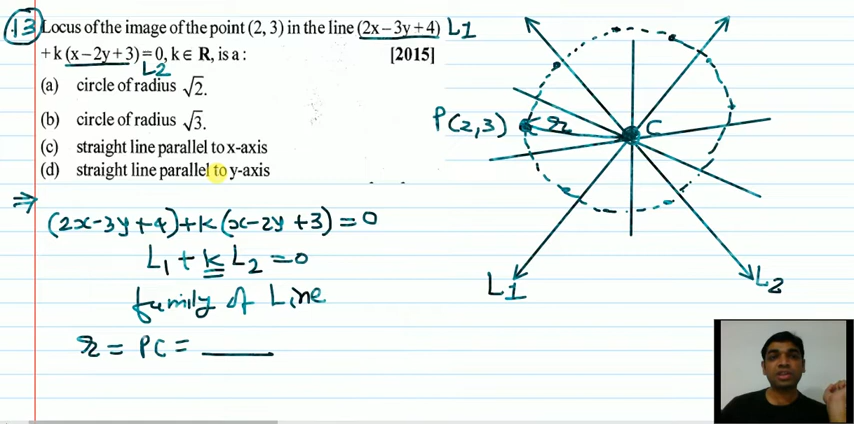 13 Locus of the image of the point (2, 3) in the line (2x – 3y + 4) L1
+ k (x – 2y + 3) = 0, k ∈ R, is a : [2015]
L2
(a) circle of radius √2.
(b) circle of radius √3.
(c) straight line parallel to x-axis
(d) straight line parallel to y-axis
⇒ (2x-3y+4)+k(x-2y+3)=0
L₁ + k L₂ = 0
family of Line
r = PC = ______
P(2,3) r C
L1 L2